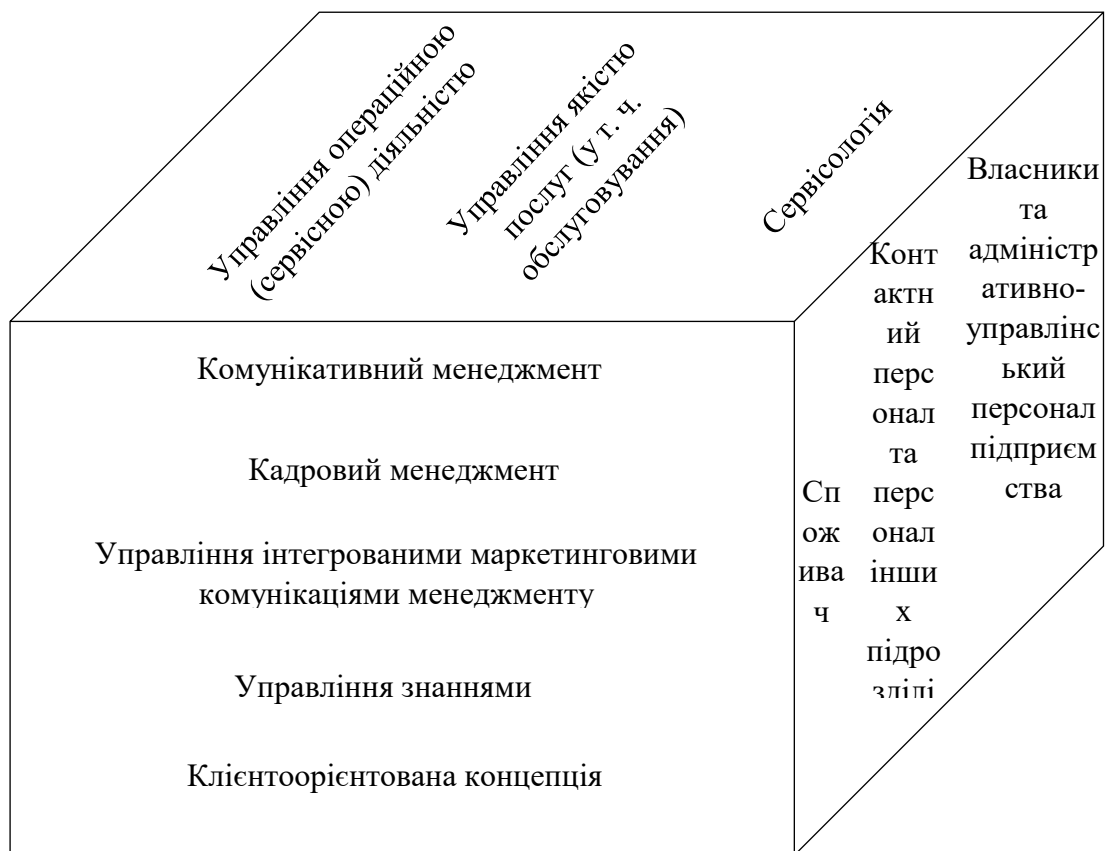 Управління операційною
(сервісною) діяльністю
Управління якістю
послуг (у т. ч.
обслуговування)
Сервісологія
Комунікативний менеджмент
Кадровий менеджмент
Управління інтегрованими маркетинговими
комунікаціями менеджменту
Управління знаннями
Клієнтоорієнтована концепція
Сп
ож
ива
ч
Конт
актн
ий
перс
онал
та
перс
онал
інши
х
підро
зділі
Власники
та
адміністр
ативно-
управлінс
ький
персонал
підприєм
ства